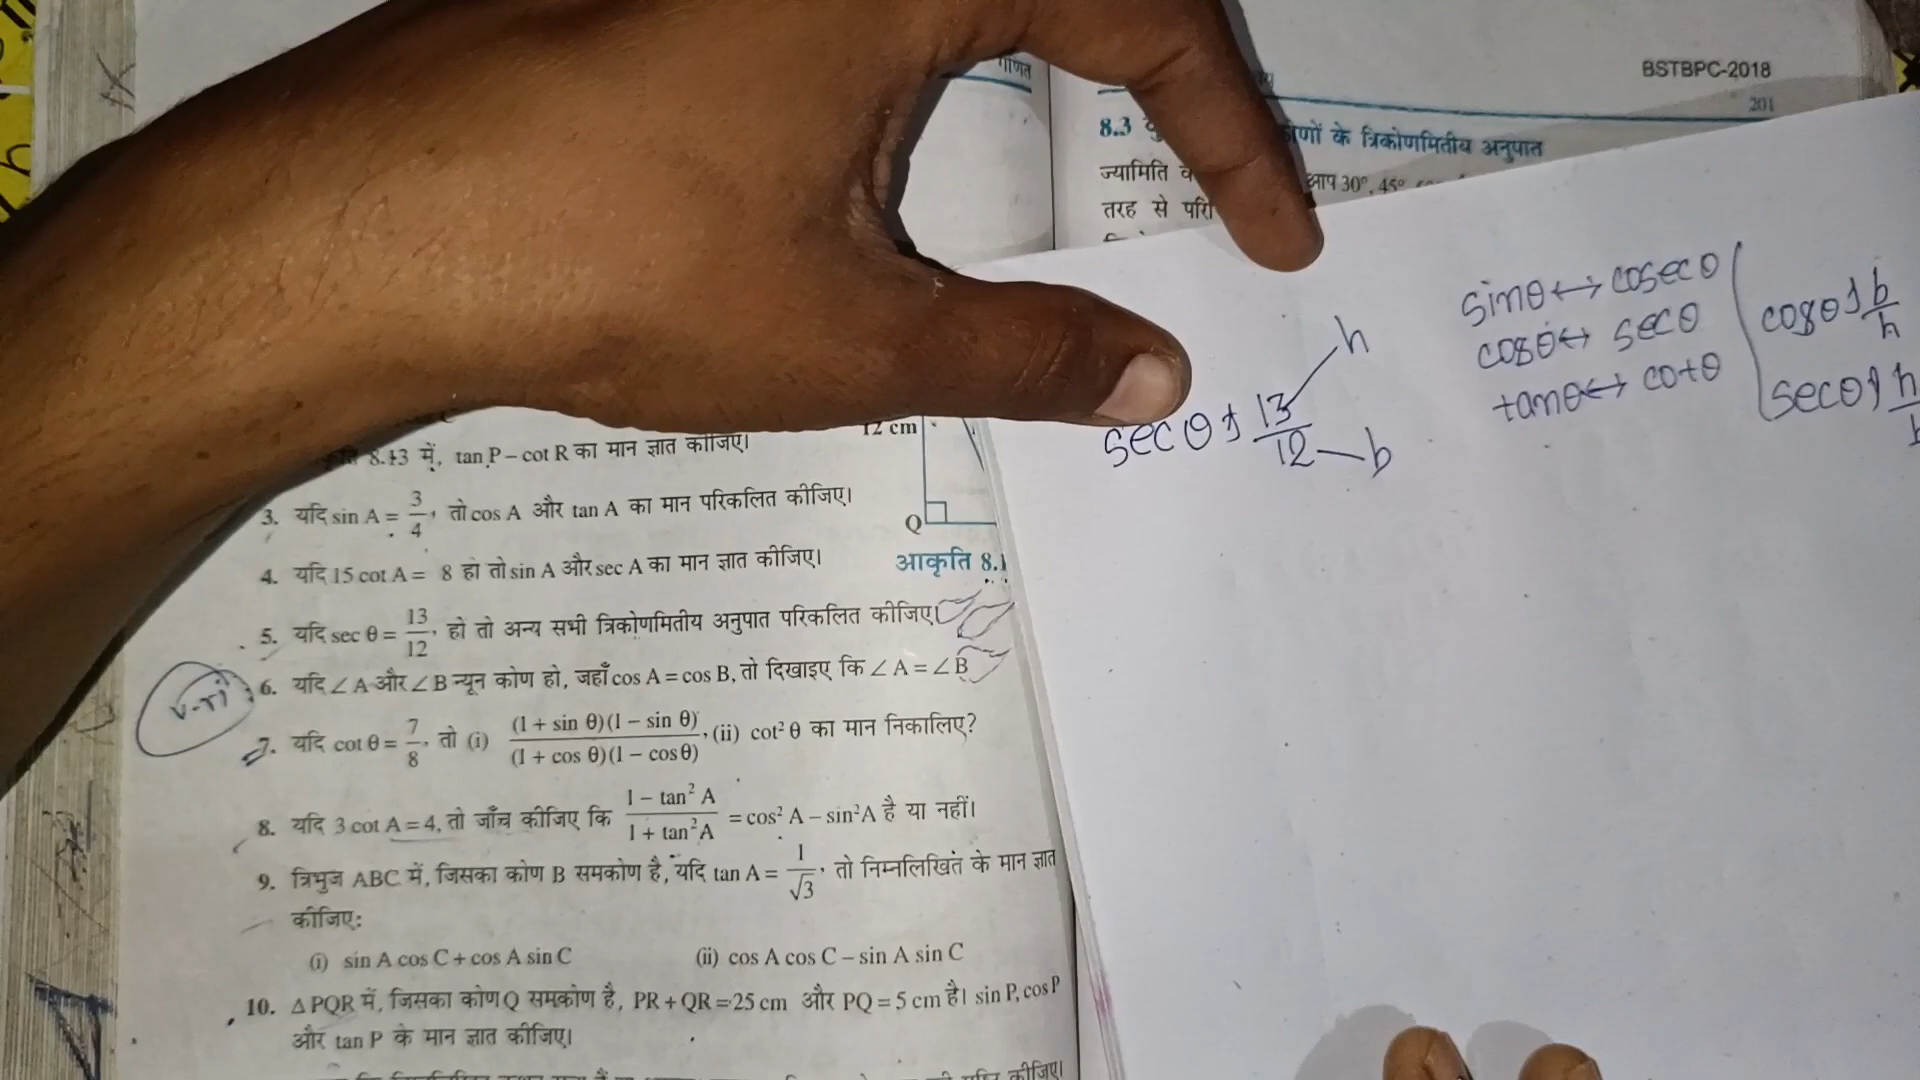 गणित
BSTBPC-2018
201
8.3
के त्रिकोणमितीय अनुपात
ज्यामिति
आप 30°, 45°
तरह से
12 cm
8.13 में, tan P – cot R का मान ज्ञात कीजिए।
3. यदि sin A = 3/4, तो cos A और tan A का मान परिकलित कीजिए।
Q
4. यदि 15 cot A = 8 हो तो sin A और sec A का मान ज्ञात कीजिए।
आकृति 8.1
5. यदि sec θ = 13/12, हो तो अन्य सभी त्रिकोणमितीय अनुपात परिकलित कीजिए।
6. यदि ∠ A और ∠ B न्यून कोण हो, जहाँ cos A = cos B, तो दिखाइए कि ∠ A = ∠ B
7. यदि cot θ = 7/8, तो (i) (1 + sin θ)(1 – sin θ)/(1 + cos θ)(1 – cos θ), (ii) cot² θ का मान निकालिए?
8. यदि 3 cot A = 4, तो जाँच कीजिए कि 1 – tan² A/1 + tan² A = cos² A – sin² A है या नहीं।
9. त्रिभुज ABC में, जिसका कोण B समकोण है, यदि tan A = 1/√3, तो निम्नलिखित के मान ज्ञात
कीजिए:
(i) sin A cos C + cos A sin C (ii) cos A cos C – sin A sin C
10. Δ PQR में, जिसका कोण Q समकोण है, PR + QR = 25 cm और PQ = 5 cm है। sin P, cos P
और tan P के मान ज्ञात कीजिए।
कीजिए।
sinθ ↔ cosecθ
cosθ ↔ secθ
tanθ ↔ cotθ
cosθ b/h
secθ h
h
sec θ 13/12
b